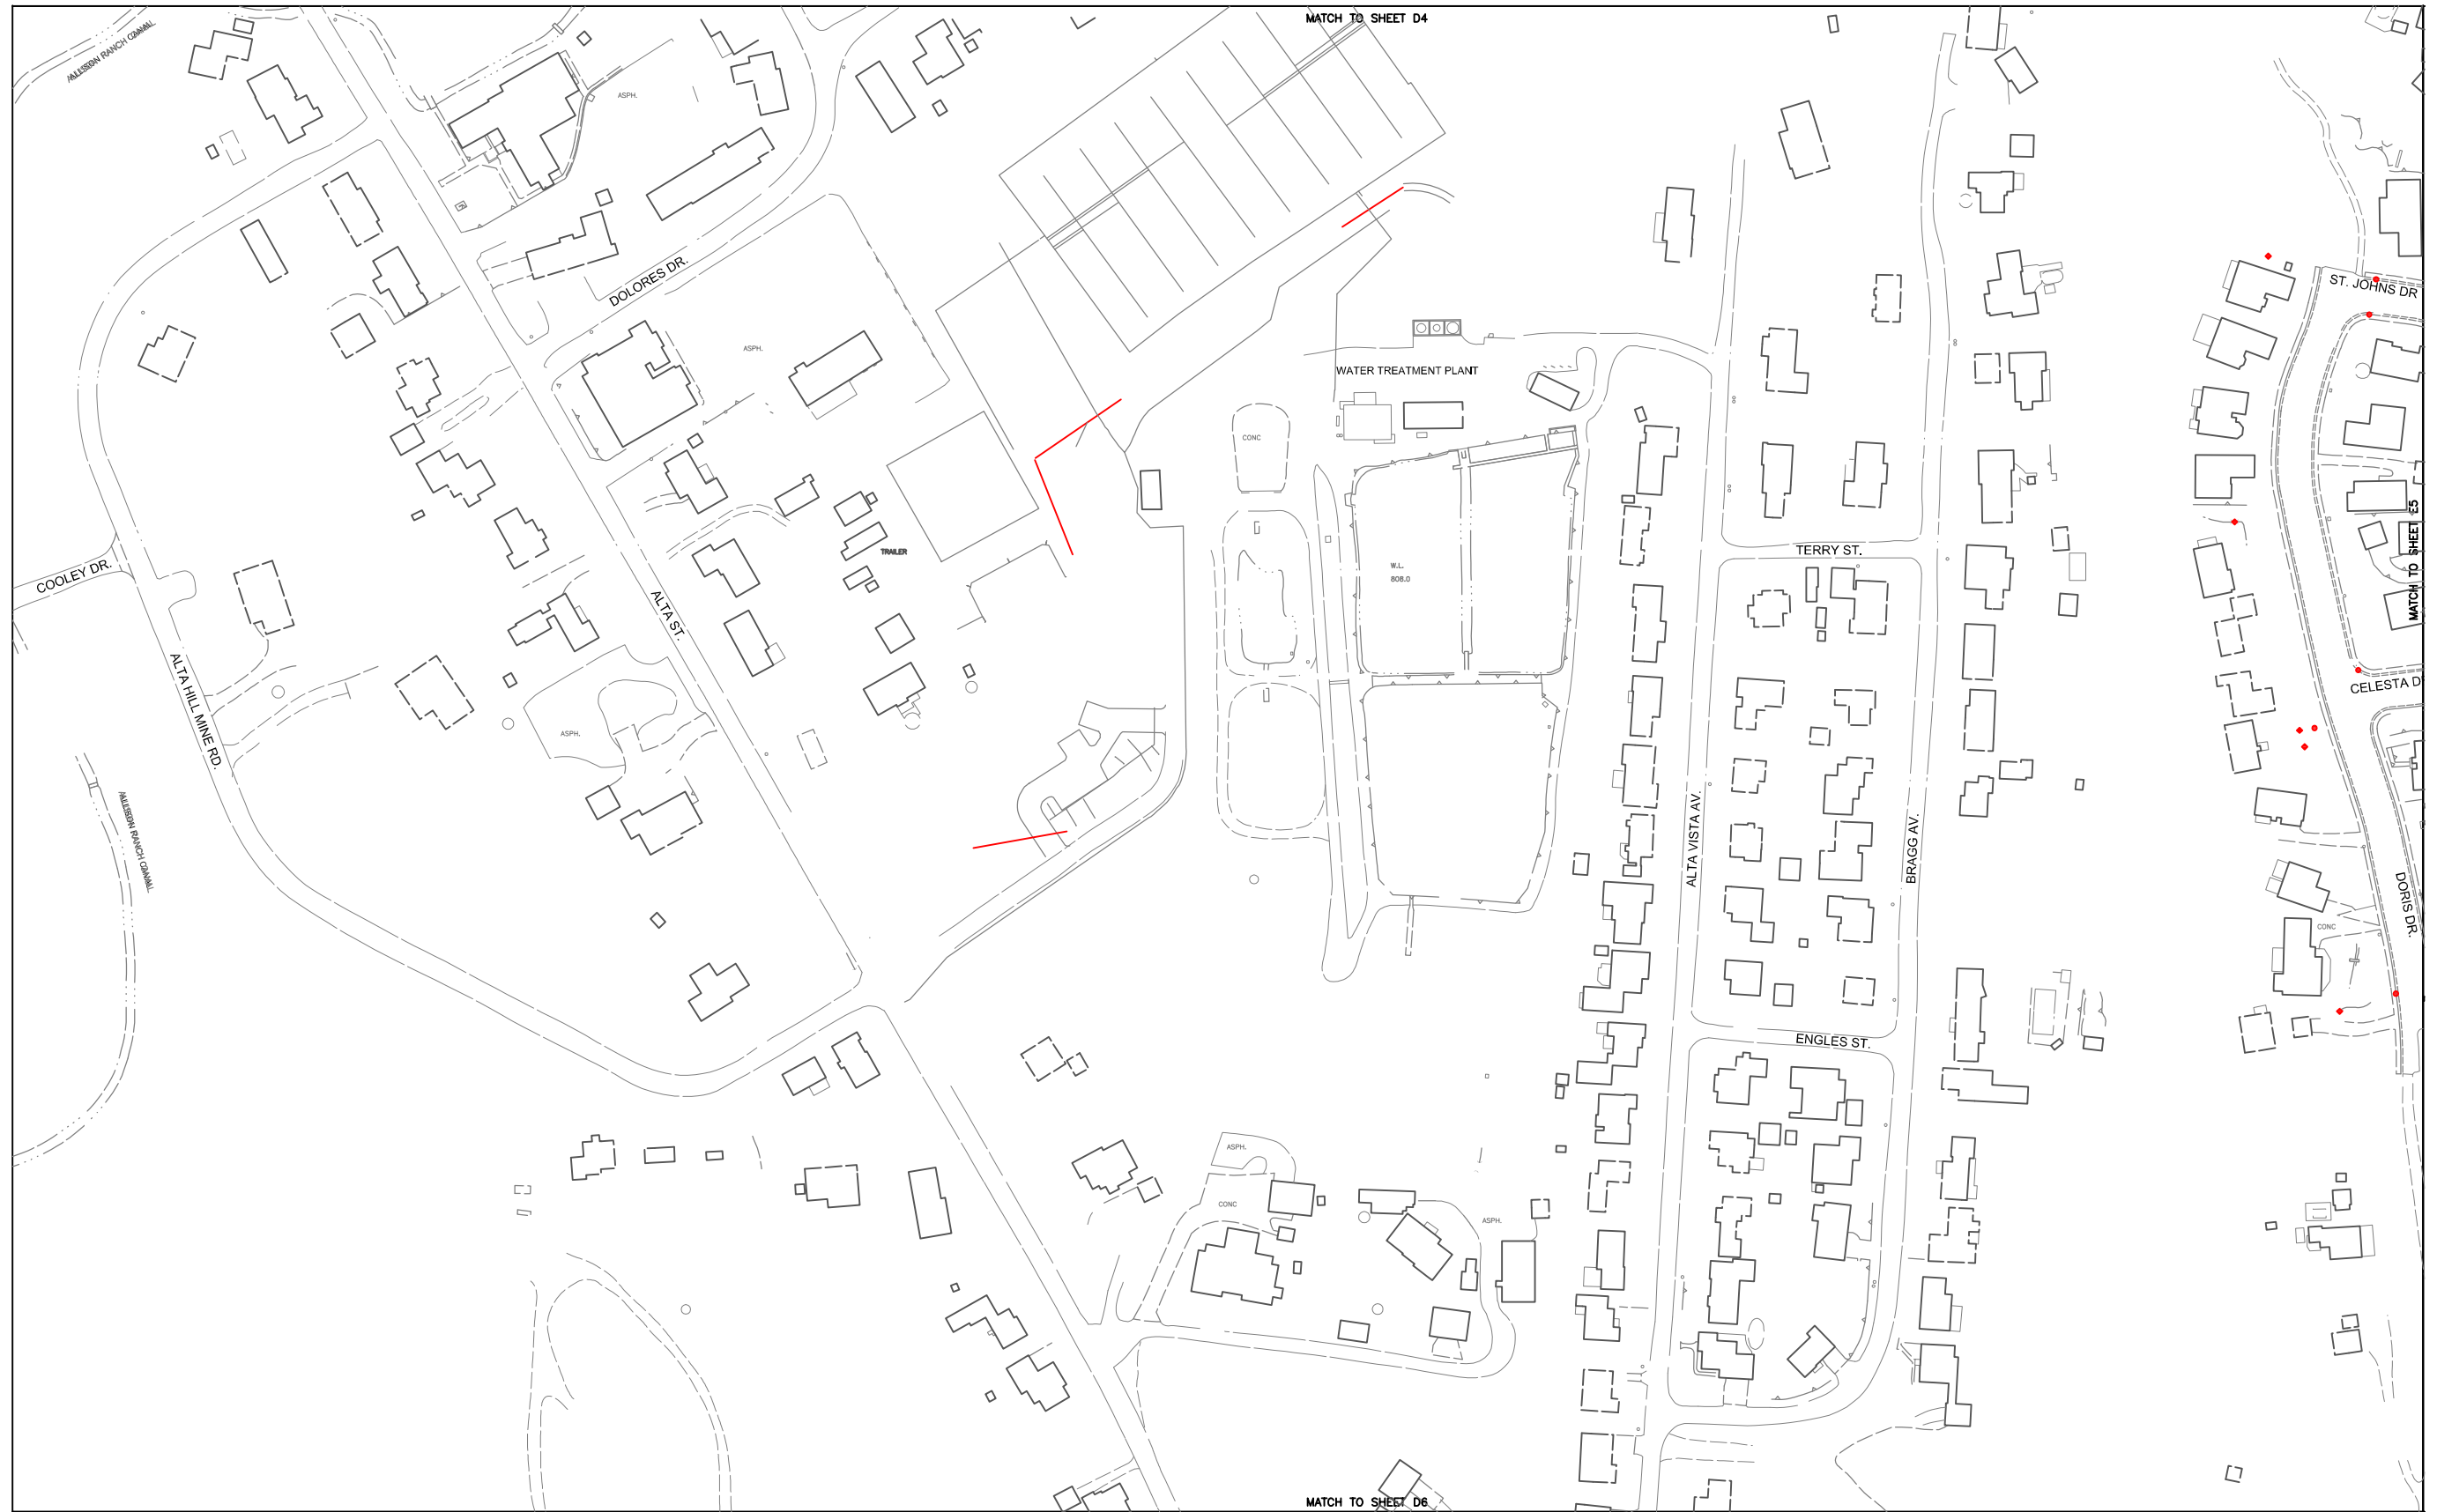 MATCH TO SHEET D4
ALLISON RANCH CANAL
ASPH.
DOLORES DR.
ST. JOHNS DR
ASPH.
WATER TREATMENT PLANT
CONC
MATCH TO SHEET E5
TRAILER
TERRY ST.
W.L.
808.0
COOLEY DR.
ALTA ST.
ALTA HILL MINE RD.
CELESTA D
ASPH.
ALLISON RANCH CANAL
ALTA VISTA AV.
BRAGG AV.
DORIS DR.
CONC
ENGLES ST.
ASPH.
CONC
ASPH.
MATCH TO SHEET D6